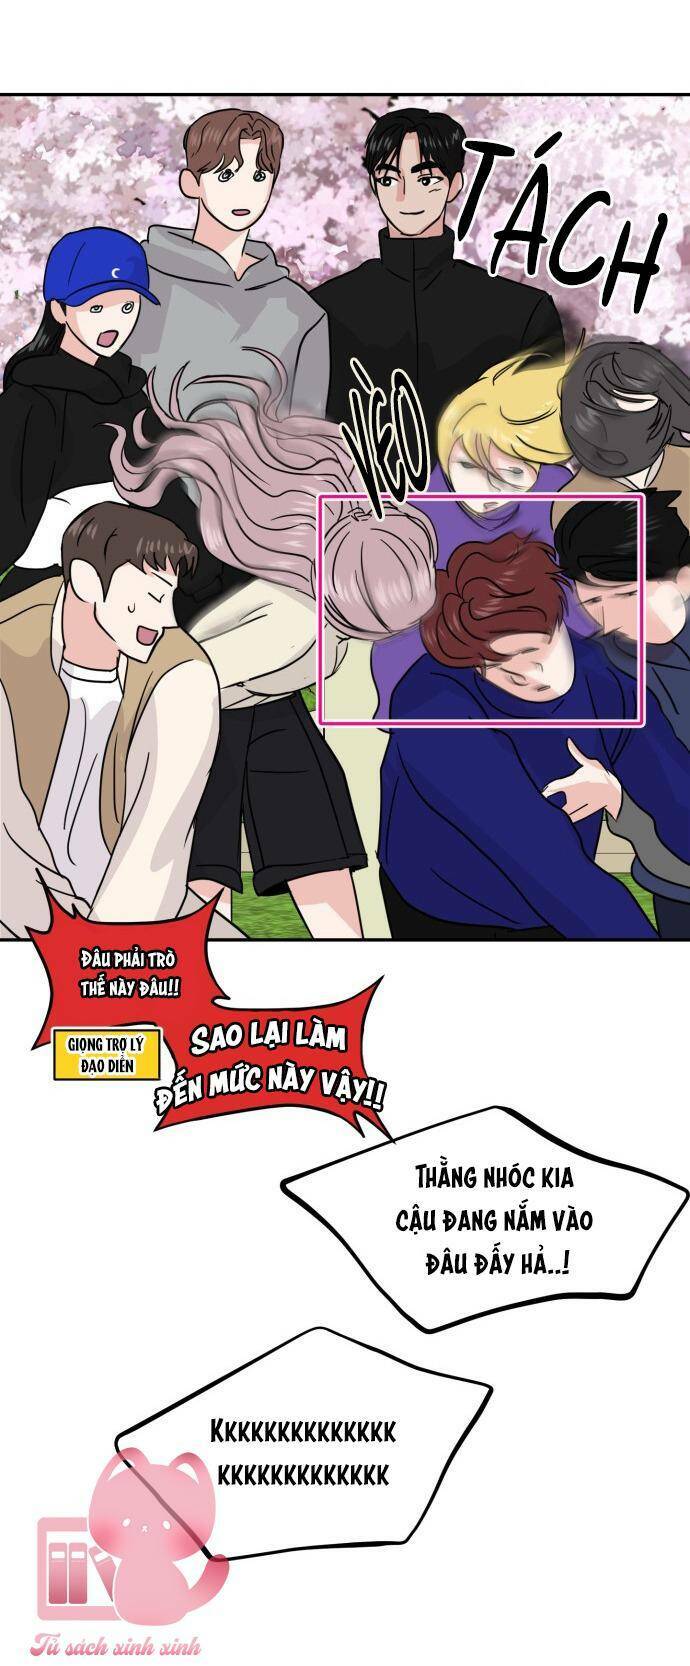 TÁCH
VÈO
ĐÂU PHẢI TRÒ
THẾ NÀY ĐÂU!!
GIỌNG TRỢ LÝ
ĐẠO DIỄN
SAO LẠI LÀM
ĐẾN MỨC NÀY VẬY!!
THẰNG NHÓC KIA
CẬU ĐANG NẮM VÀO
ĐÂU ĐẤY HẢ..!
KKKKKKKKKKKKKK
KKKKKKKKKKKKK
Tủ sách xinh xinh